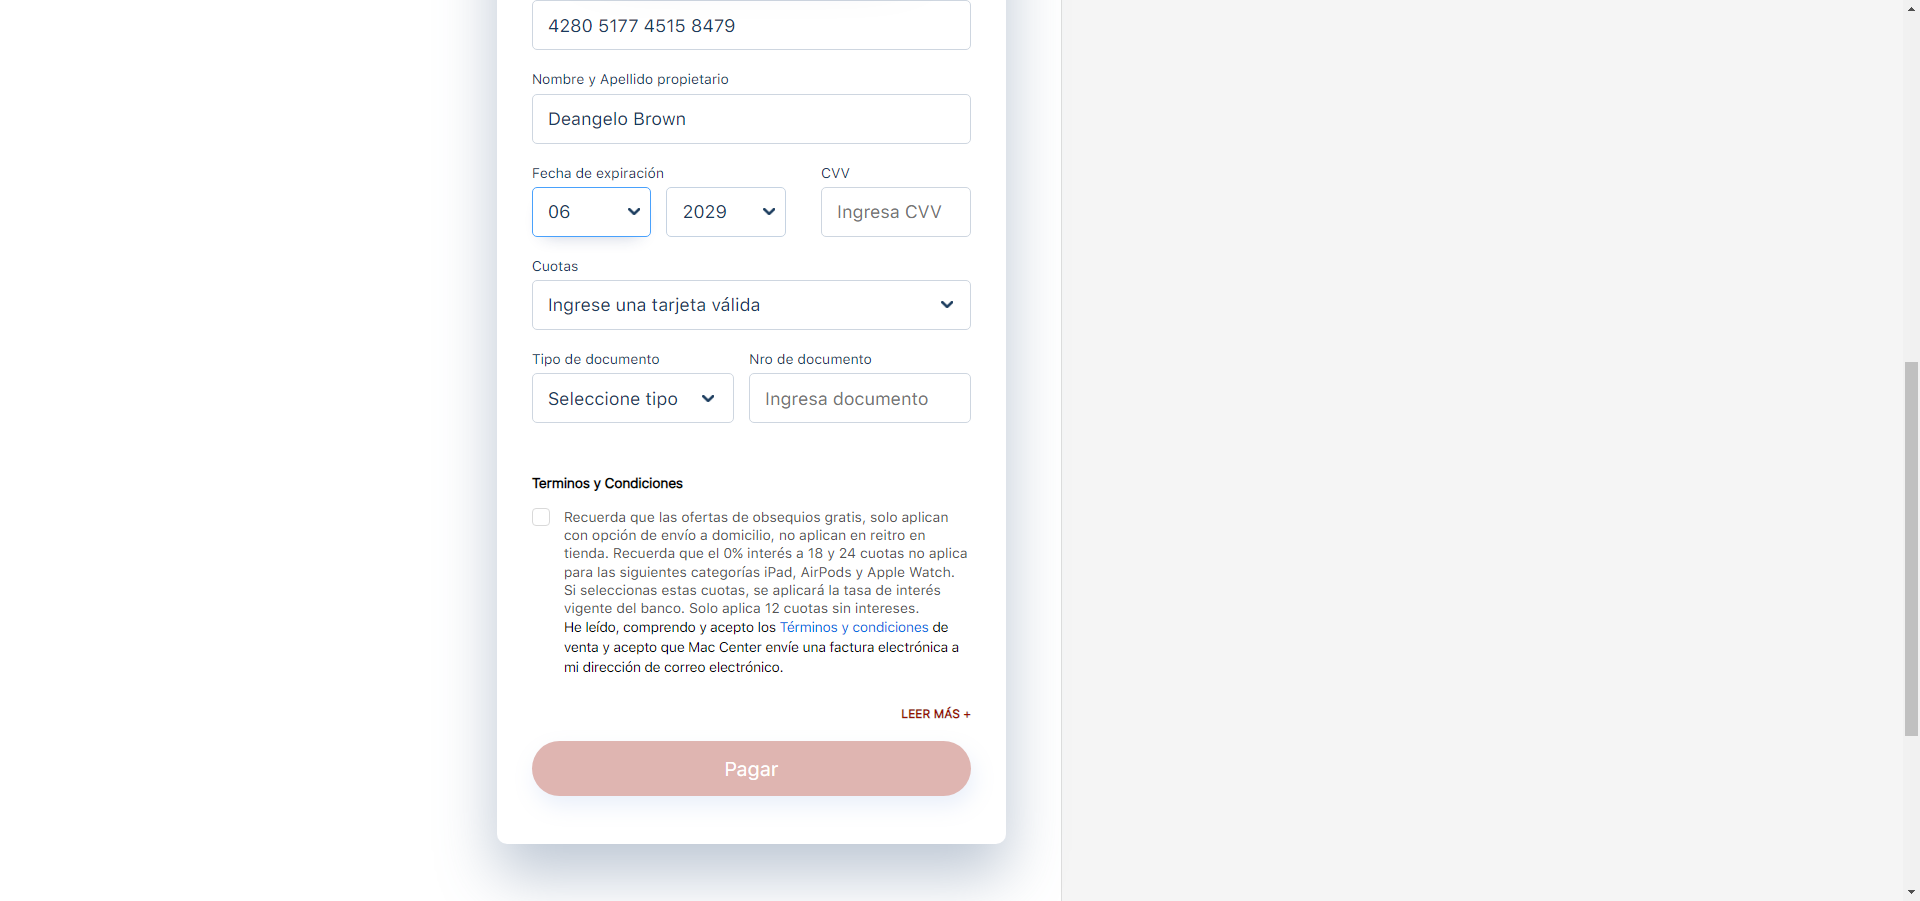 4280 5177 4515 8479
Nombre y Apellido propietario
Deangelo Brown
Fecha de expiración
CVV
06
2029
Ingresa CVV
Cuotas
Ingrese una tarjeta válida
Tipo de documento
Nro de documento
Seleccione tipo
Ingresa documento
Terminos y Condiciones
Recuerda que las ofertas de obsequios gratis, solo aplican
con opción de envío a domicilio, no aplican en reitro en
tienda. Recuerda que el 0% interés a 18 y 24 cuotas no aplica
para las siguientes categorías iPad, AirPods y Apple Watch.
Si seleccionas estas cuotas, se aplicará la tasa de interés
vigente del banco. Solo aplica 12 cuotas sin intereses.
He leído, comprendo y acepto los Términos y condiciones de
venta y acepto que Mac Center envíe una factura electrónica a
mi dirección de correo electrónico.
LEER MÁS +
Pagar